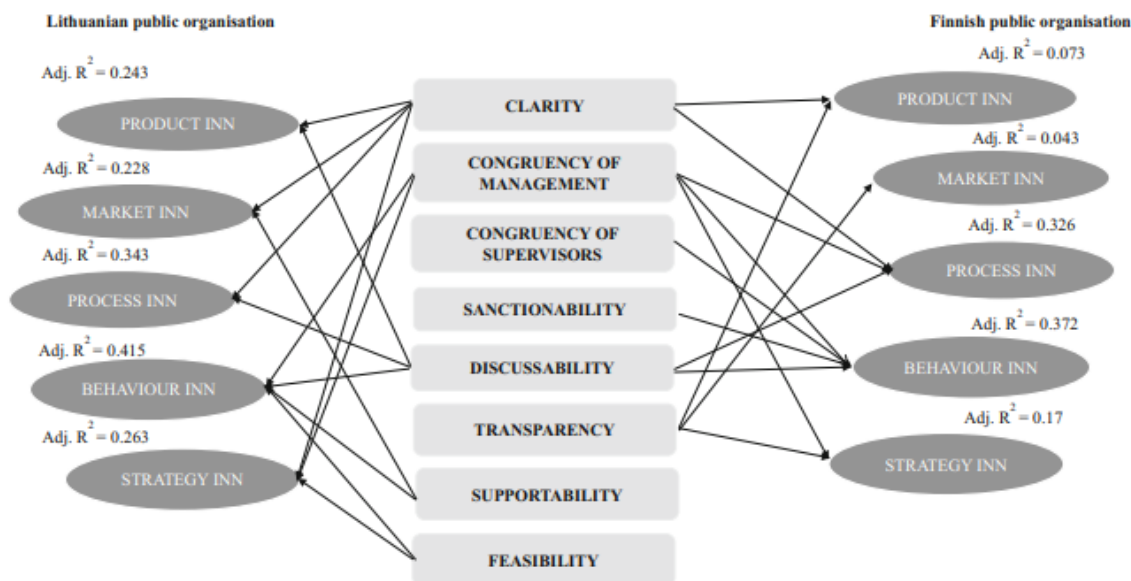 Lithuanian public organisation
Finnish public organisation
Adj. R² = 0.243
PRODUCT INN
Adj. R² = 0.228
MARKET INN
Adj. R² = 0.343
PROCESS INN
Adj. R² = 0.415
BEHAVIOUR INN
Adj. R² = 0.263
STRATEGY INN
CLARITY
CONGRUENCY OF
MANAGEMENT
CONGRUENCY OF
SUPERVISORS
SANCTIONABILITY
DISCUSSABILITY
TRANSPARENCY
SUPPORTABILITY
FEASIBILITY
Adj. R² = 0.073
PRODUCT INN
Adj. R² = 0.043
MARKET INN
Adj. R² = 0.326
PROCESS INN
Adj. R² = 0.372
BEHAVIOUR INN
Adj. R² = 0.17
STRATEGY INN